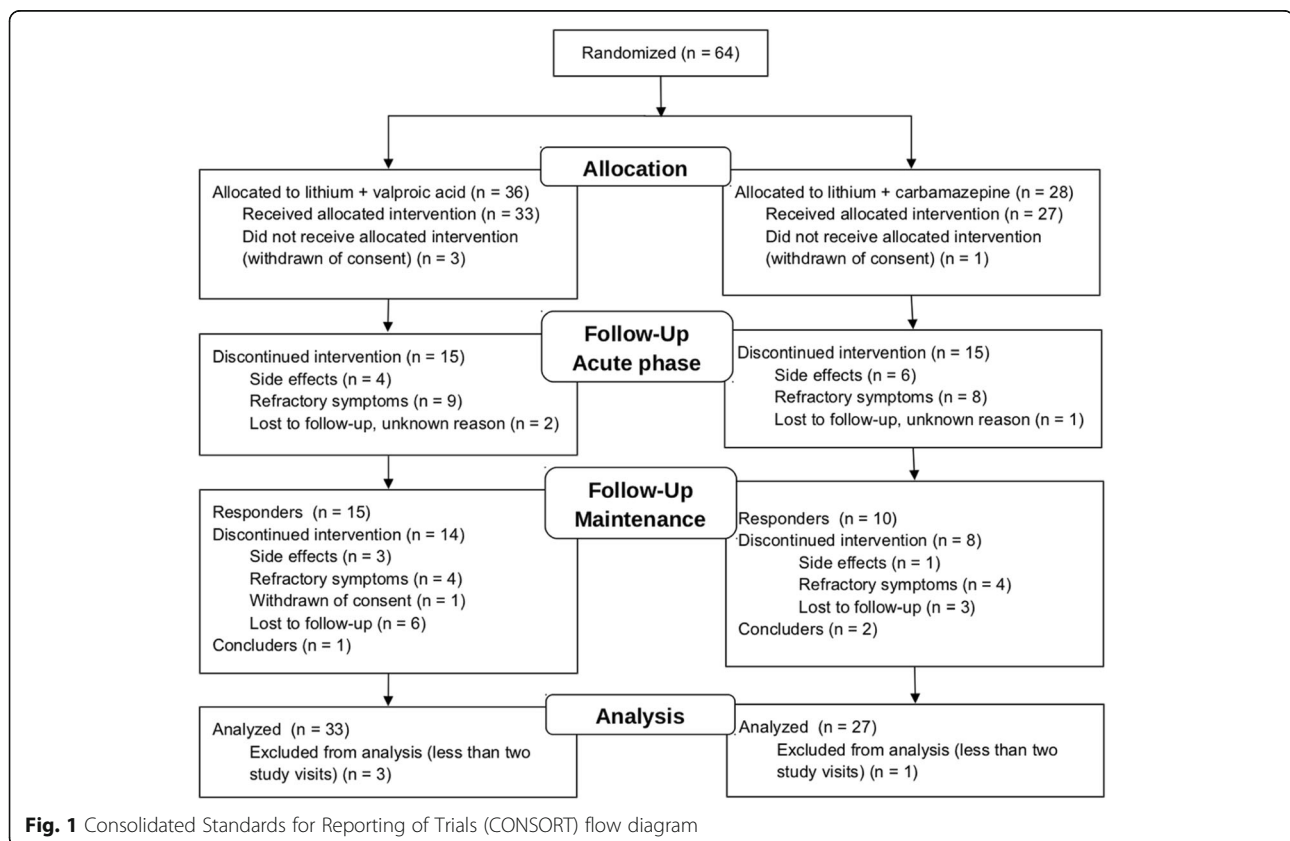 Randomized (n = 64)
Allocation
Allocated to lithium + valproic acid (n = 36)
Received allocated intervention (n = 33)
Did not receive allocated intervention
(withdrawn of consent) (n = 3)
Allocated to lithium + carbamazepine (n = 28)
Received allocated intervention (n = 27)
Did not receive allocated intervention
(withdrawn of consent) (n = 1)
Follow-Up
Acute phase
Discontinued intervention (n = 15)
Side effects (n = 4)
Refractory symptoms (n = 9)
Lost to follow-up, unknown reason (n = 2)
Discontinued intervention (n = 15)
Side effects (n = 6)
Refractory symptoms (n = 8)
Lost to follow-up, unknown reason (n = 1)
Follow-Up
Maintenance
Responders (n = 15)
Discontinued intervention (n = 14)
Side effects (n = 3)
Refractory symptoms (n = 4)
Withdrawn of consent (n = 1)
Lost to follow-up (n = 6)
Concluders (n = 1)
Responders (n = 10)
Discontinued intervention (n = 8)
Side effects (n = 1)
Refractory symptoms (n = 4)
Lost to follow-up (n = 3)
Concluders (n = 2)
Analysis
Analyzed (n = 33)
Excluded from analysis (less than two
study visits) (n = 3)
Analyzed (n = 27)
Excluded from analysis (less than two
study visits) (n = 1)
Fig. 1 Consolidated Standards for Reporting of Trials (CONSORT) flow diagram